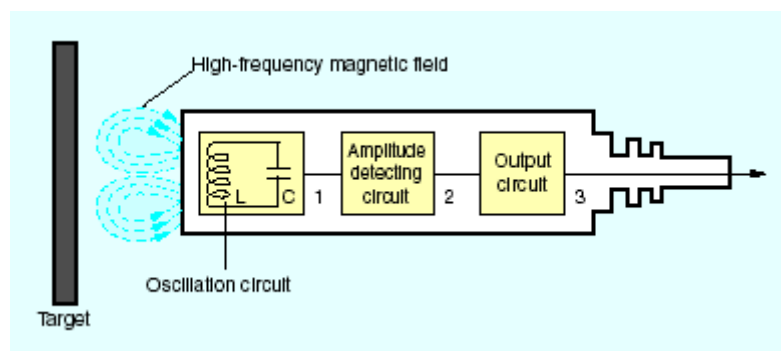 High-frequency magnetic field
Amplitude
detecting
circuit
Output
circuit
L
C
1
2
3
Oscillation circuit
Target